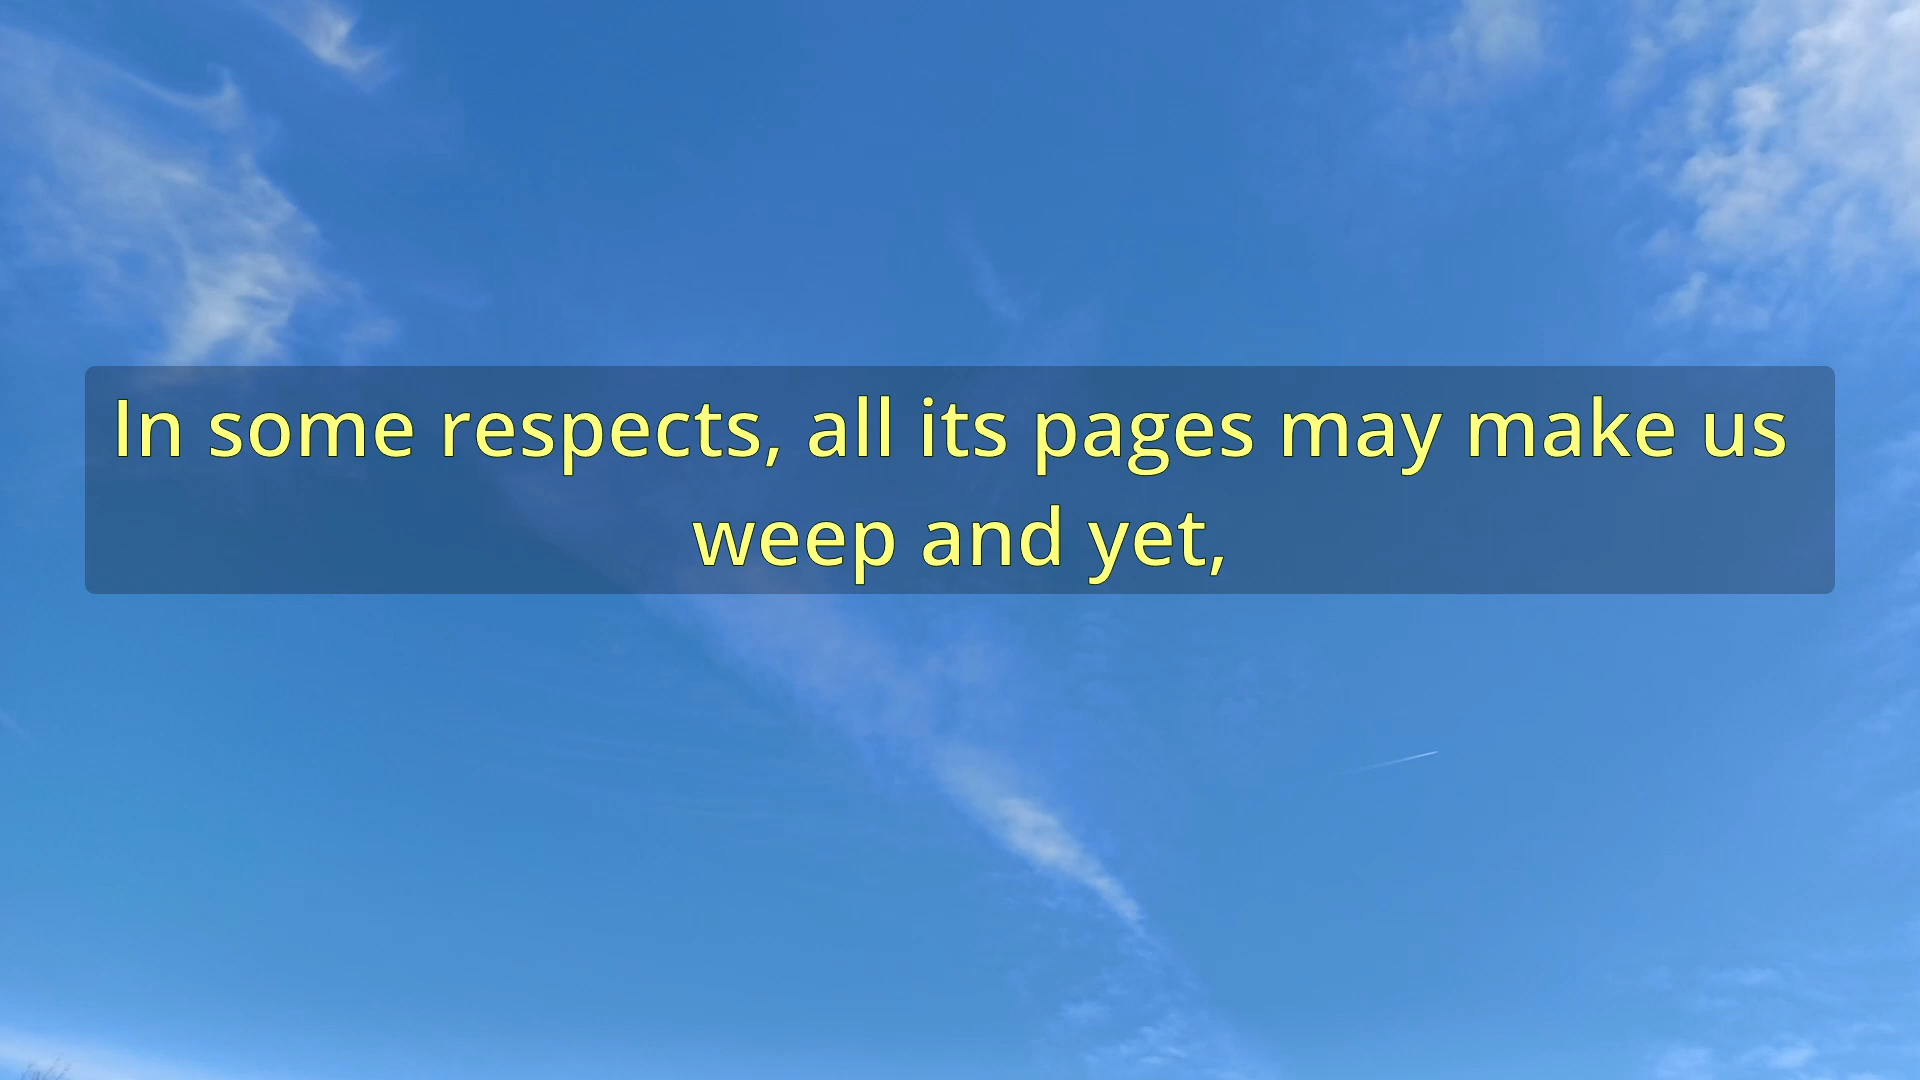 In some respects, all its pages may make us
weep and yet,